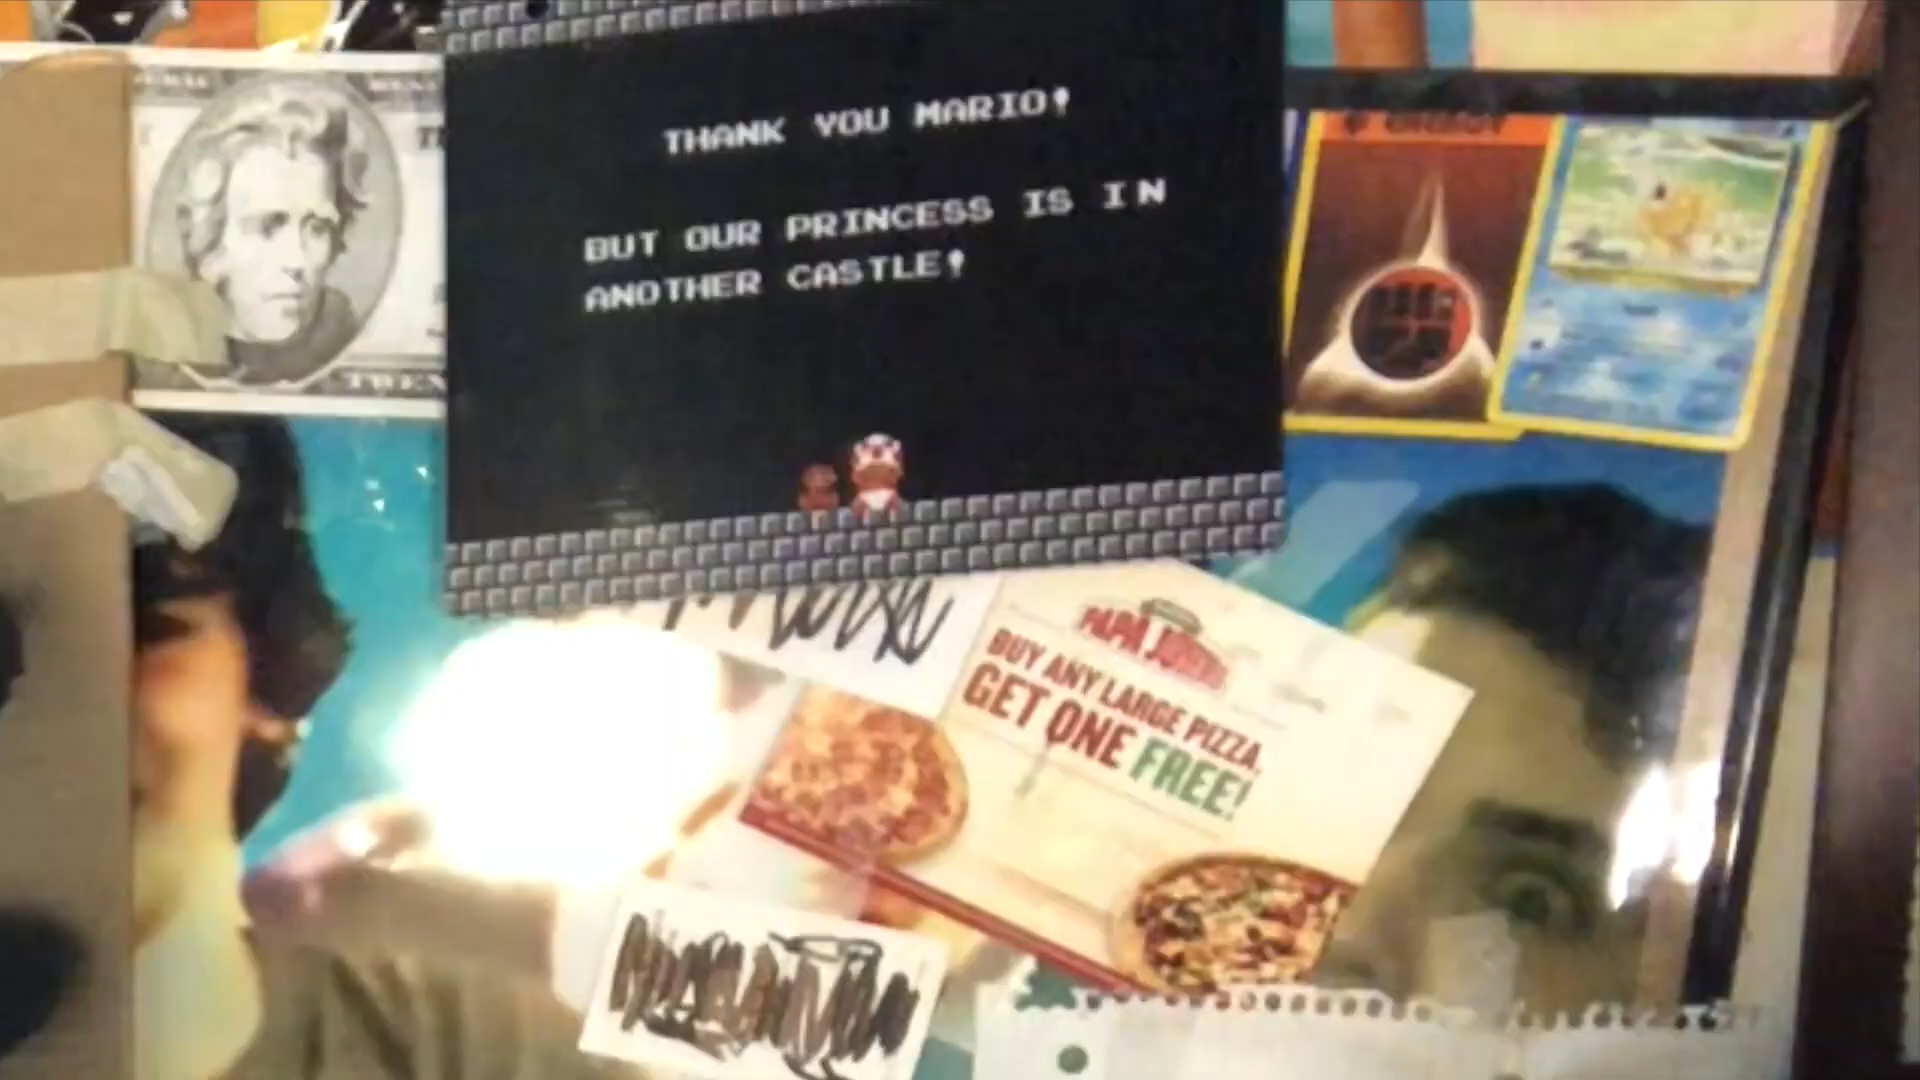 THANK YOU MARIO!
BUT OUR PRINCESS IS IN
ANOTHER CASTLE!
PAPA JOHN'S
BUY ANY LARGE PIZZA,
GET ONE FREE!